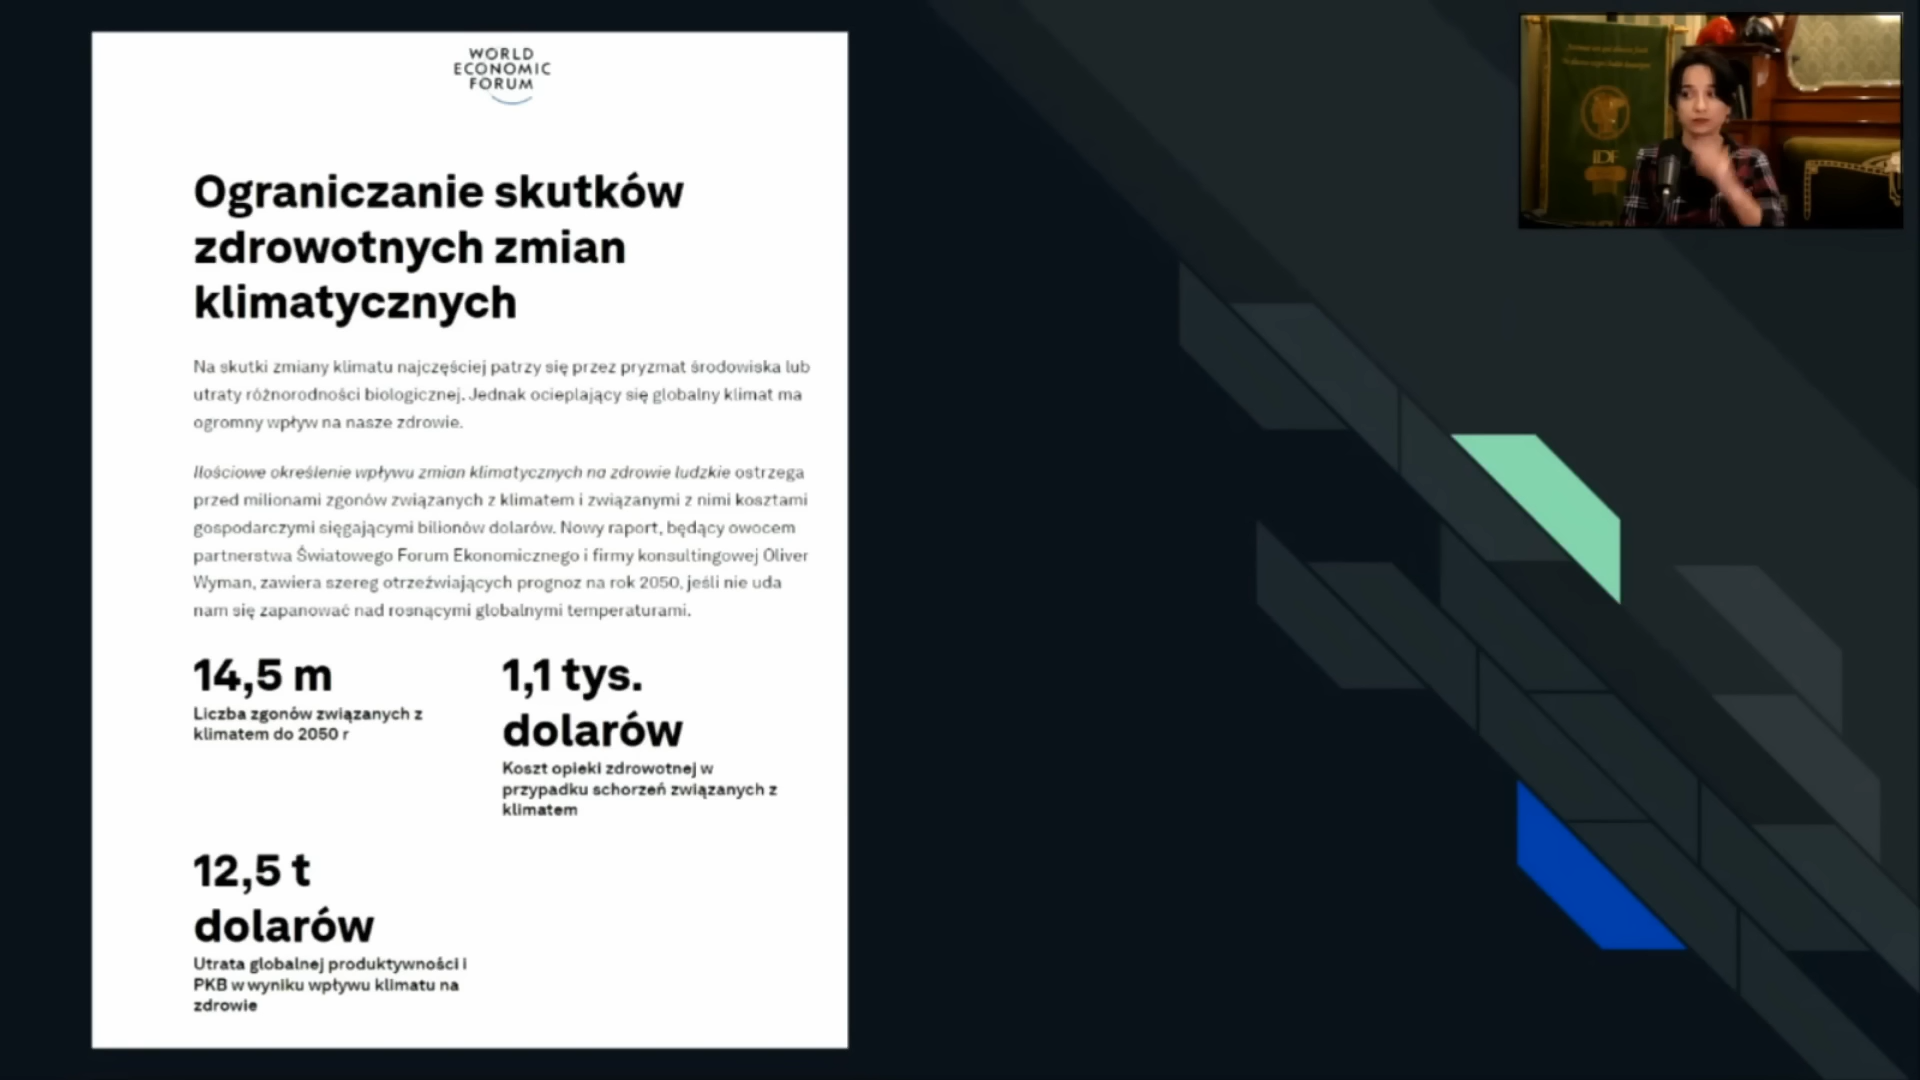 WORLD
ECONOMIC
FORUM
Ograniczanie skutków
zdrowotnych zmian
klimatycznych
Na skutki zmiany klimatu najczęściej patrzy się przez pryzmat środowiska lub
utraty różnorodności biologicznej. Jednak ocieplający się globalny klimat ma
ogromny wpływ na nasze zdrowie.
Ilościowe określenie wpływu zmian klimatycznych na zdrowie ludzkie ostrzega
przed milionami zgonów związanych z klimatem i związanymi z nimi kosztami
gospodarczymi sięgającymi bilionów dolarów. Nowy raport, będący owocem
partnerstwa Światowego Forum Ekonomicznego i firmy konsultingowej Oliver
Wyman, zawiera szereg otrzeźwiających prognoz na rok 2050, jeśli nie uda
nam się zapanować nad rosnącymi globalnymi temperaturami.
14,5 m
Liczba zgonów związanych z
klimatem do 2050 r
1,1 tys.
dolarów
Koszt opieki zdrowotnej w
przypadku schorzeń związanych z
klimatem
12,5 t
dolarów
Utrata globalnej produktywności i
PKB w wyniku wpływu klimatu na
zdrowie
IDF